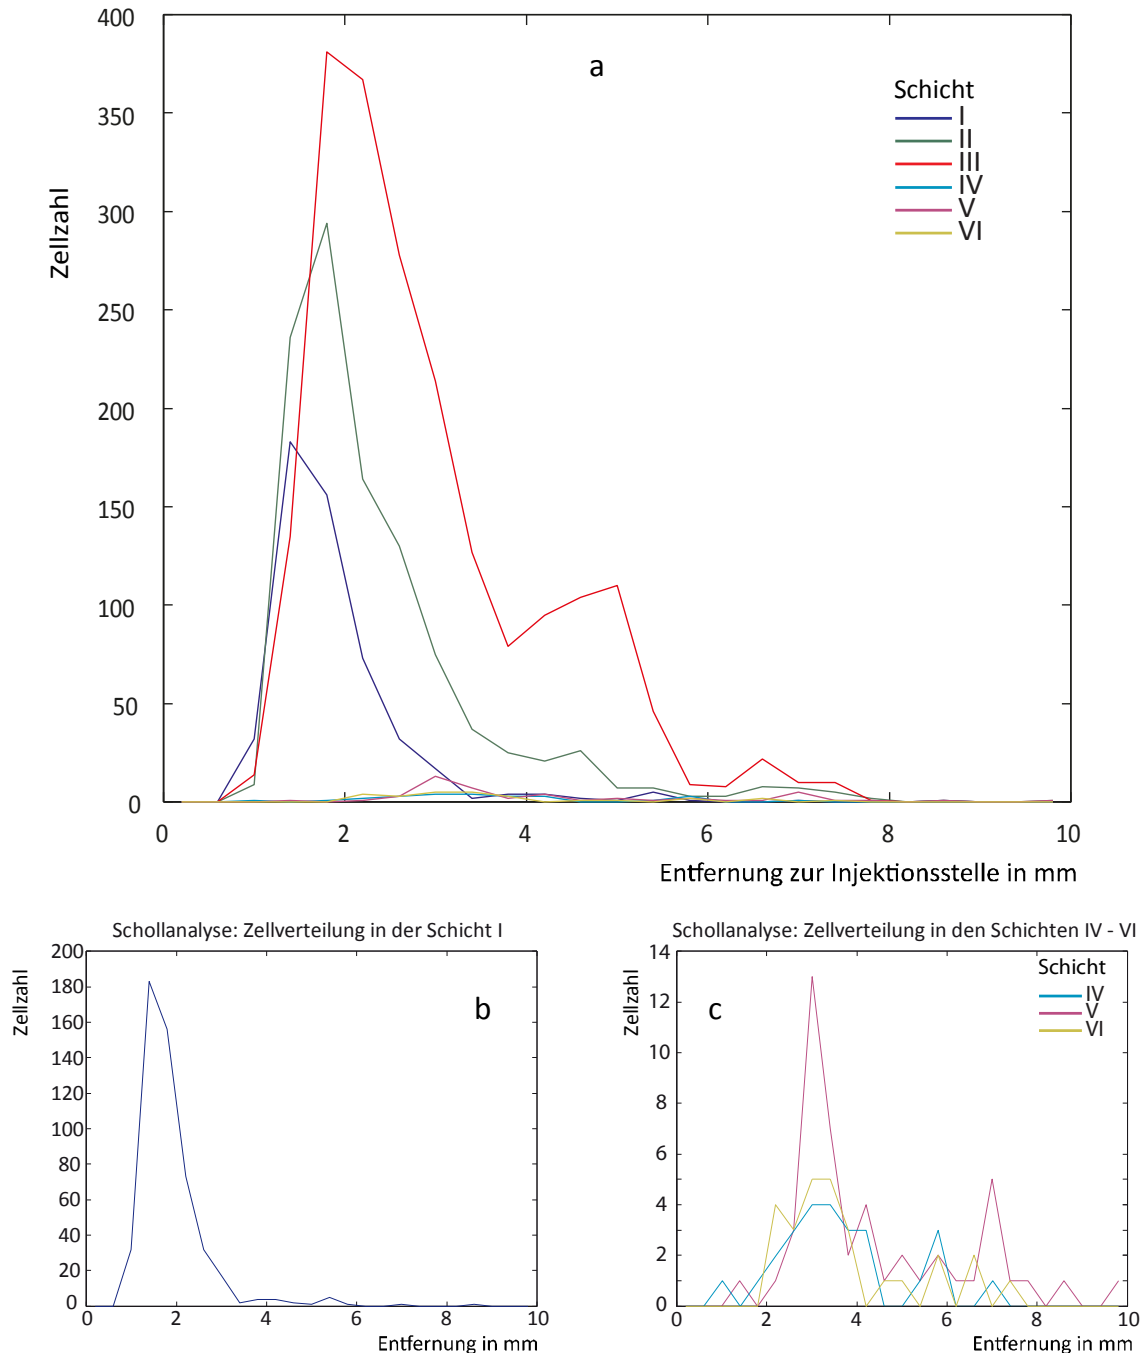 400
350
300
250
200
150
100
50
0
Zellzahl
a
Schicht
I
II
III
IV
V
VI
0 2 4 6 8 10
Entfernung zur Injektionsstelle in mm
Schollanalyse: Zellverteilung in der Schicht I
200
180
160
140
120
100
80
60
40
20
0
Zellzahl
b
0 2 4 6 8 10
Entfernung in mm
Schollanalyse: Zellverteilung in den Schichten IV - VI
14
12
10
8
6
4
2
0
Zellzahl
c
Schicht
IV
V
VI
0 2 4 6 8 10
Entfernung in mm